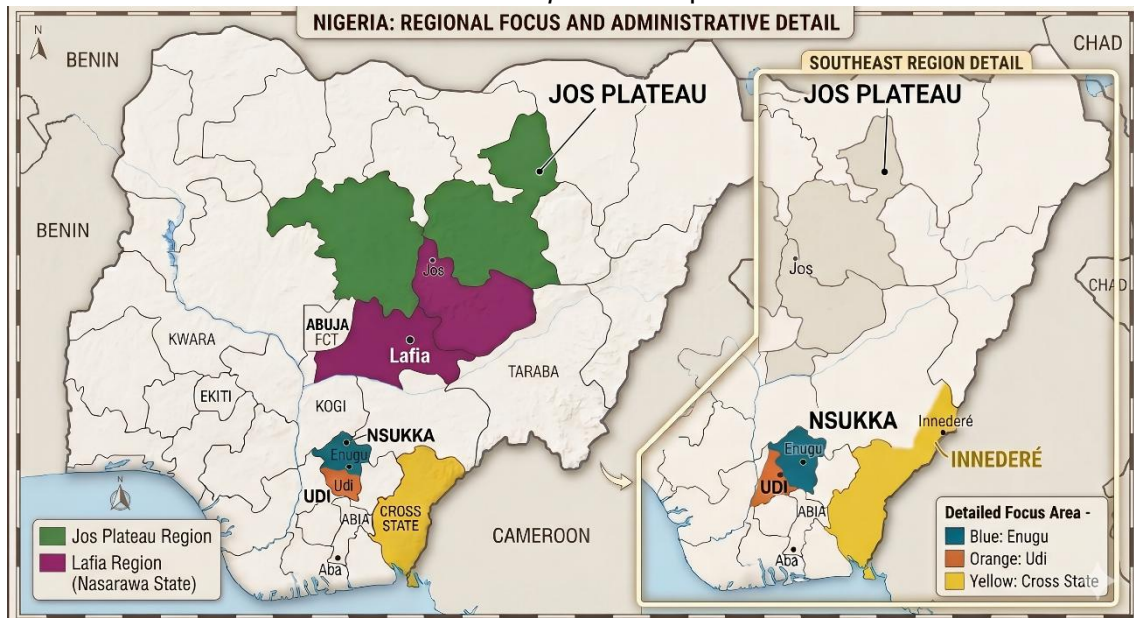 NIGERIA: REGIONAL FOCUS AND ADMINISTRATIVE DETAIL
N
BENIN
CHAD
SOUTHEAST REGION DETAIL
JOS PLATEAU
JOS PLATEAU
BENIN
Jos
Jos
CHAD
ABUJA
FCT
KWARA
Lafia
TARABA
EKITI
KOGI
NSUKKA
Enugu
UDI
Udi
ABIA
CROSS
STATE
Aba
CAMEROON
NSUKKA
Innederé
INNEDERÉ
Enugu
UDI
ABIA
Aba
N
Jos Plateau Region
Lafia Region
(Nasarawa State)
Detailed Focus Area -
Blue: Enugu
Orange: Udi
Yellow: Cross State